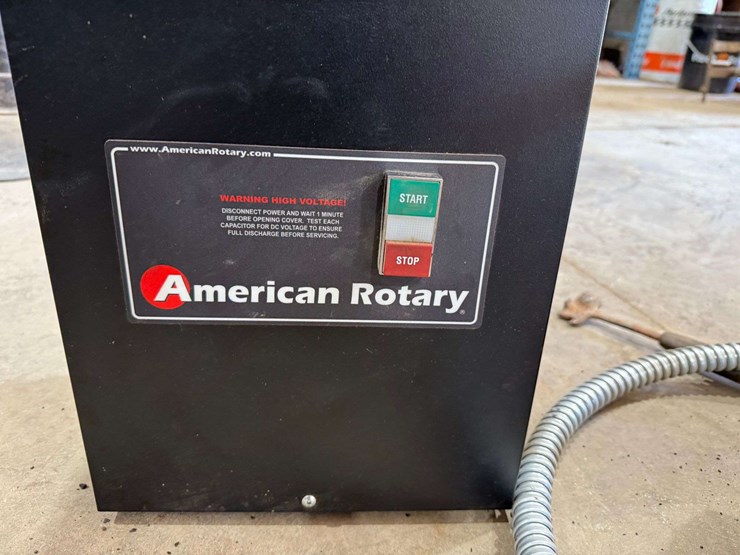 www.AmericanRotary.com
WARNING HIGH VOLTAGE!
DISCONNECT POWER AND WAIT 1 MINUTE
BEFORE OPENING COVER. TEST EACH
CAPACITOR FOR DC VOLTAGE TO ENSURE
FULL DISCHARGE BEFORE SERVICING.
START
STOP
American Rotary®